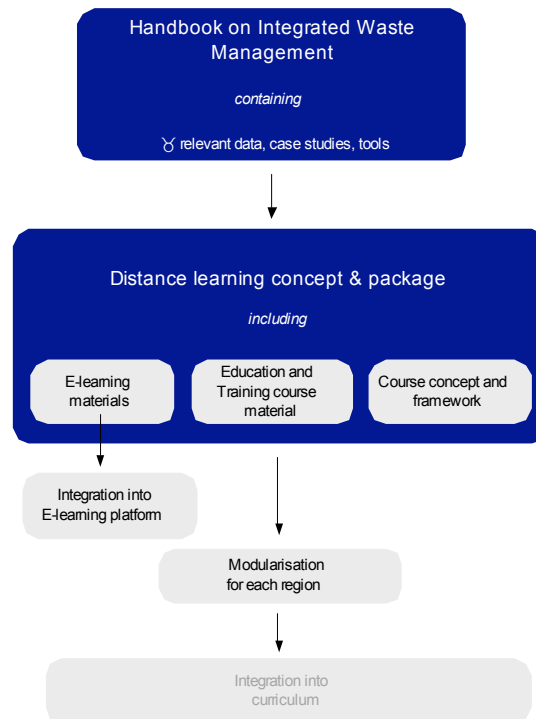 Handbook on Integrated Waste
Management
containing
♉ relevant data, case studies, tools
Distance learning concept & package
including
E-learning
materials
Education and
Training course
material
Course concept and
framework
Integration into
E-learning platform
Modularisation
for each region
Integration into
curriculum